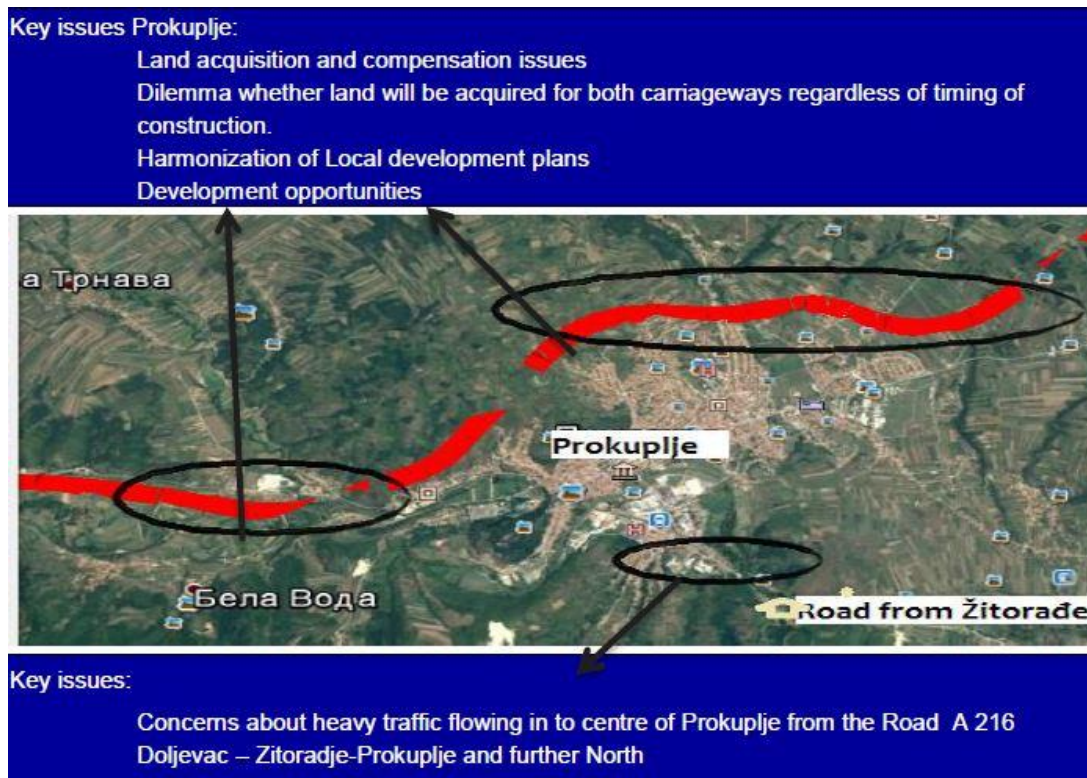 Key issues Prokuplje:
Land acquisition and compensation issues
Dilemma whether land will be acquired for both carriageways regardless of timing of
construction.
Harmonization of Local development plans
Development opportunities
а Трнава
Prokuplje
Бела Вода
Road from Žitorađe
Key issues:
Concerns about heavy traffic flowing in to centre of Prokuplje from the Road A 216
Doljevac – Zitoradje-Prokuplje and further North